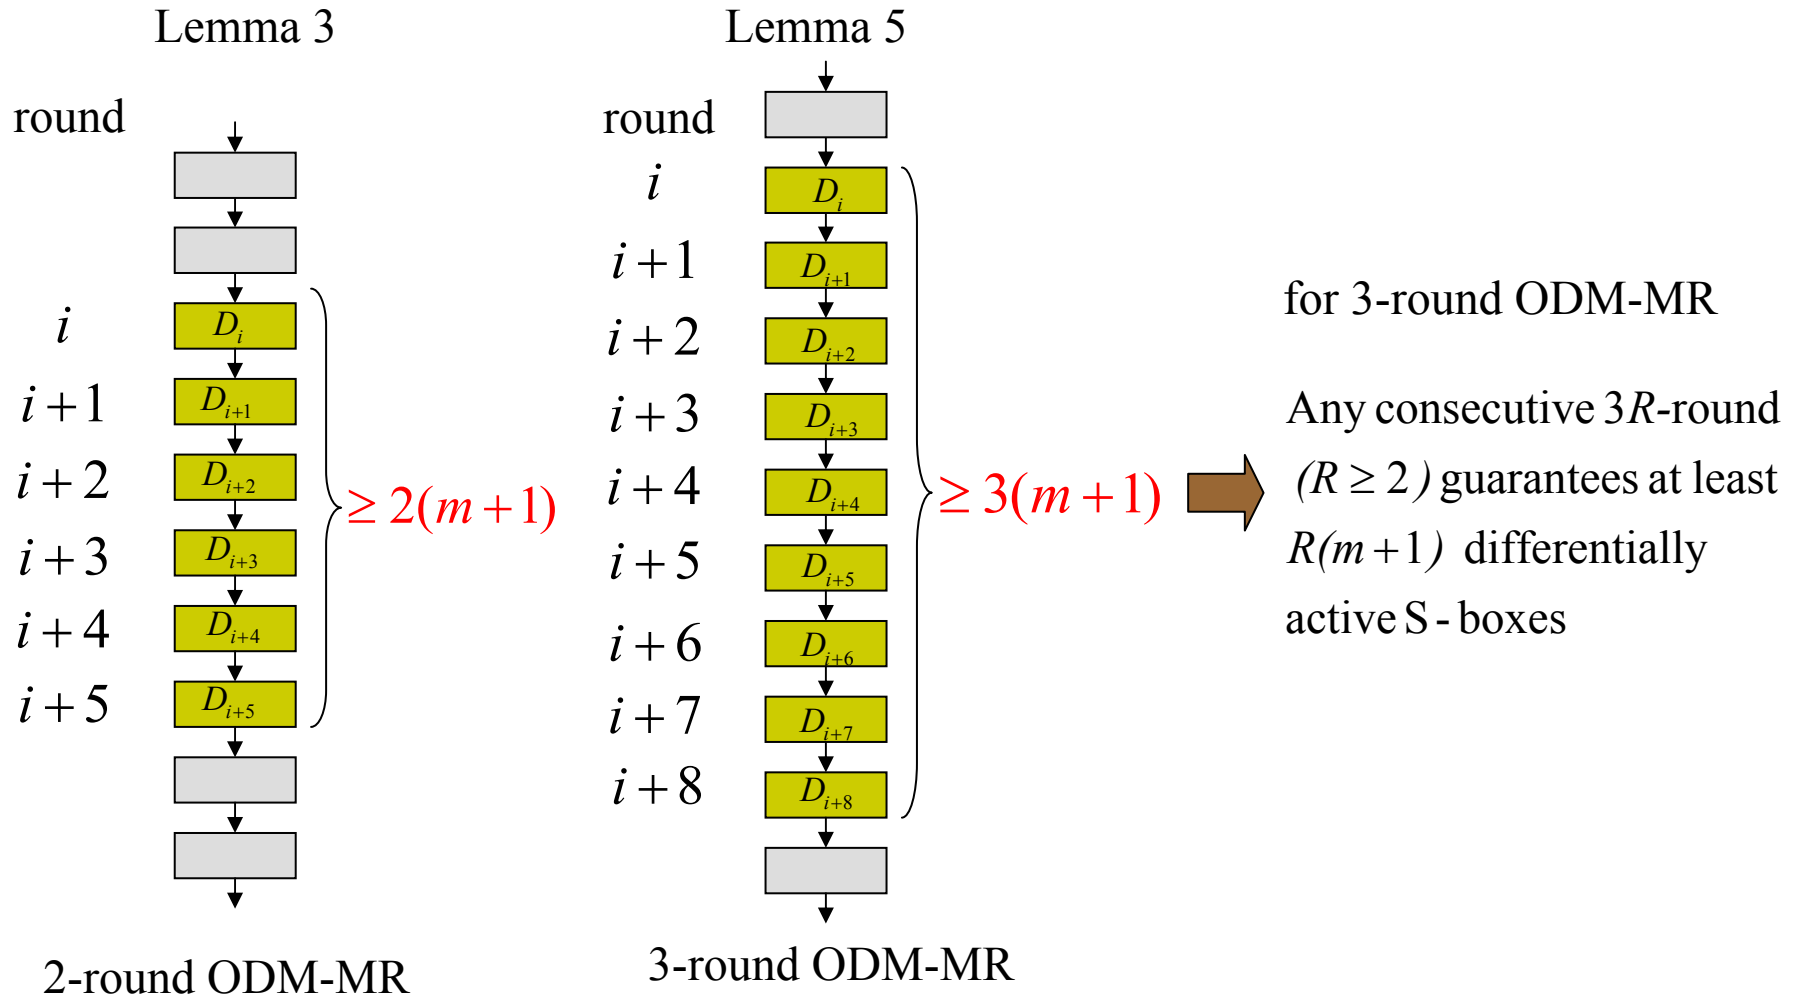 Lemma 3
round
i
i + 1
i + 2
i + 3
i + 4
i + 5
D_i
D_{i+1}
D_{i+2}
D_{i+3}
D_{i+4}
D_{i+5}
≥ 2(m + 1)
2-round ODM-MR
Lemma 5
round
i
i + 1
i + 2
i + 3
i + 4
i + 5
i + 6
i + 7
i + 8
D_i
D_{i+1}
D_{i+2}
D_{i+3}
D_{i+4}
D_{i+5}
D_{i+6}
D_{i+7}
D_{i+8}
≥ 3(m + 1)
3-round ODM-MR
for 3-round ODM-MR
Any consecutive 3R-round
(R ≥ 2) guarantees at least
R(m + 1) differentially
active S - boxes